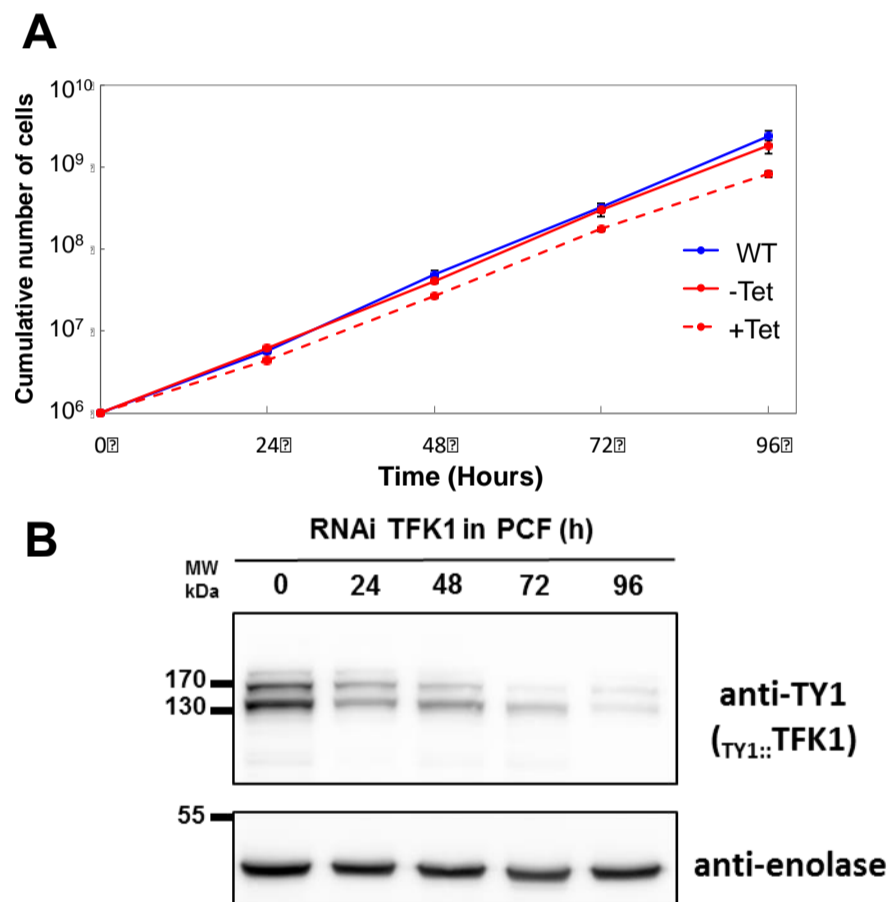 A
Cumulative number of cells
10¹⁰
10⁹
10⁸
10⁷
10⁶
WT
-Tet
+Tet
0 24 48 72 96
Time (Hours)
B
RNAi TFK1 in PCF (h)
MW
kDa
0 24 48 72 96
170
130
anti-TY1
(TY1::TFK1)
55
anti-enolase